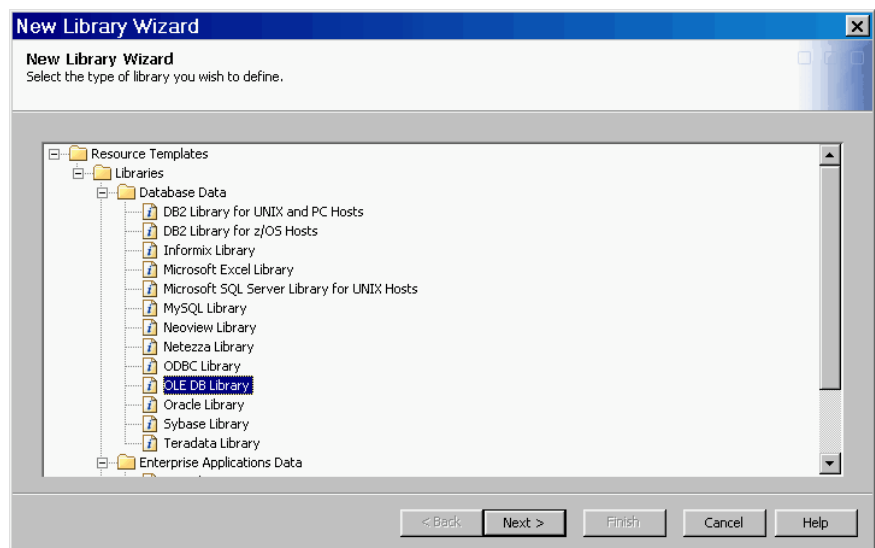 New Library Wizard
New Library Wizard
Select the type of library you wish to define.
Resource Templates
Libraries
Database Data
DB2 Library for UNIX and PC Hosts
DB2 Library for z/OS Hosts
Informix Library
Microsoft Excel Library
Microsoft SQL Server Library for UNIX Hosts
MySQL Library
Neoview Library
Netezza Library
ODBC Library
OLE DB Library
Oracle Library
Sybase Library
Teradata Library
Enterprise Applications Data
< Back Next > Finish Cancel Help